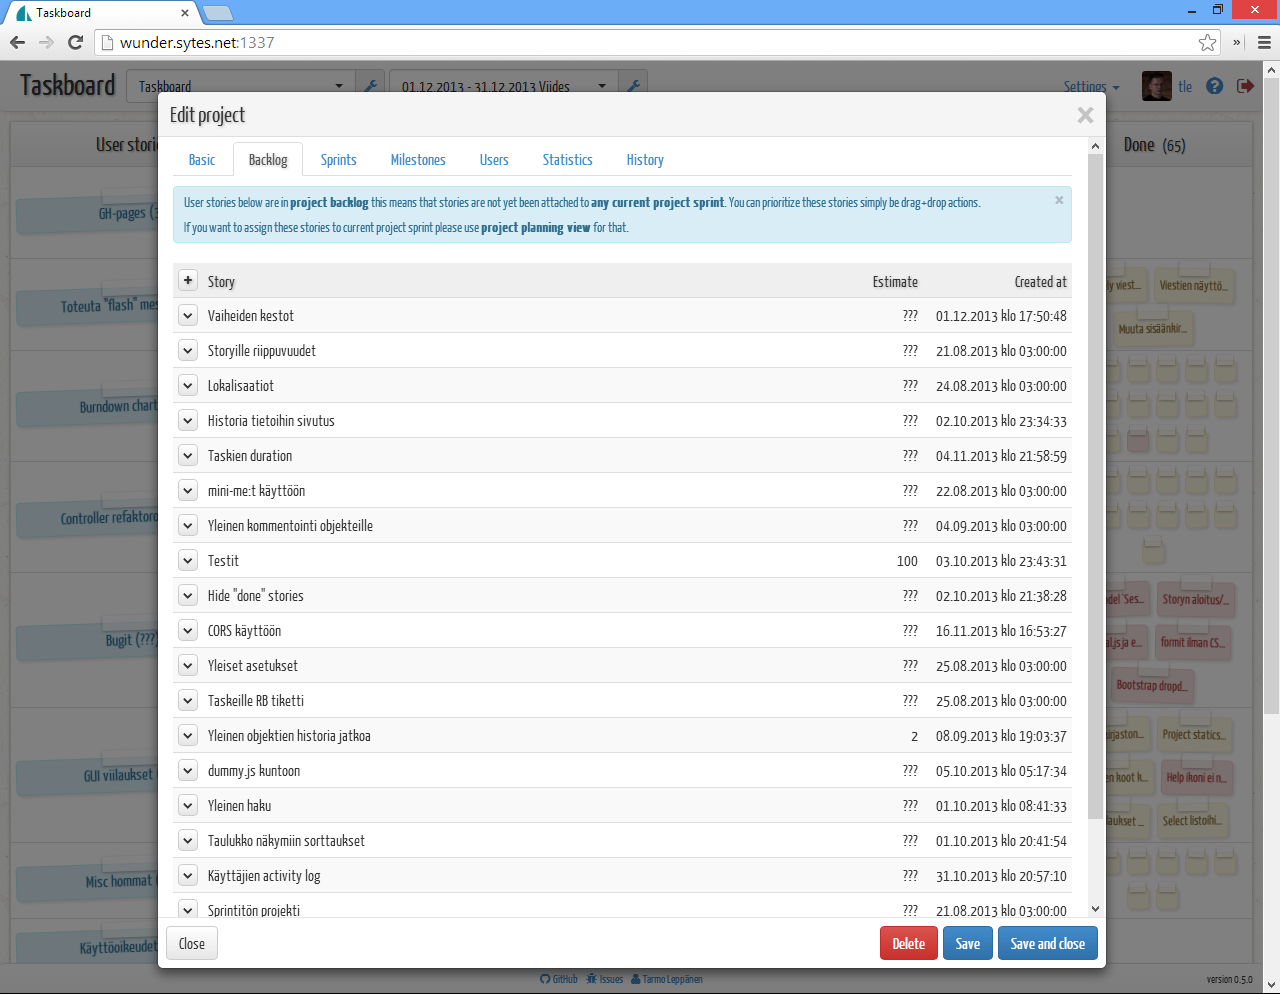 Taskboard
wunder.sytes.net:1337
Taskboard
Taskboard
01.12.2013 - 31.12.2013 Viides
Settings
tle
Edit project
Basic
Backlog
Sprints
Milestones
Users
Statistics
History
User stories below are in project backlog this means that stories are not yet been attached to any current project sprint. You can prioritize these stories simply be drag+drop actions.
If you want to assign these stories to current project sprint please use project planning view for that.
Story Estimate Created at
Vaiheiden kestot ??? 01.12.2013 klo 17:50:48
Storyille riippuvuudet ??? 21.08.2013 klo 03:00:00
Lokalisaatiot ??? 24.08.2013 klo 03:00:00
Historia tietoihin sivutus ??? 02.10.2013 klo 23:34:33
Taskien duration ??? 04.11.2013 klo 21:58:59
mini-me:t käyttöön ??? 22.08.2013 klo 03:00:00
Yleinen kommentointi objekteille ??? 04.09.2013 klo 03:00:00
Testit 100 03.10.2013 klo 23:43:31
Hide "done" stories ??? 02.10.2013 klo 21:38:28
CORS käyttöön ??? 16.11.2013 klo 16:53:27
Yleiset asetukset ??? 25.08.2013 klo 03:00:00
Taskeille RB tiketti ??? 25.08.2013 klo 03:00:00
Yleinen objektien historia jatkoa 2 08.09.2013 klo 19:03:37
dummy.js kuntoon ??? 05.10.2013 klo 05:17:34
Yleinen haku ??? 01.10.2013 klo 08:41:33
Taulukko näkymiin sorttaukset ??? 01.10.2013 klo 20:41:54
Käyttäjien activity log ??? 31.10.2013 klo 20:57:10
Sprintitön projekti ??? 21.08.2013 klo 03:00:00
Close
Delete
Save
Save and close
User stori
GH-pages (3
Toteuta "flash" mes
Burndown chart
Controller refaktoro
Bugit (???)
GUI viilaukset
Misc hommat (
Käyttöoikeudet
Done (65)
ly viest...
Viestien näyttö...
Muuta sisäänkir...
del 'Ses...
Storyn aloitus/...
al.js ja e...
formit ilman CS...
Bootstrap dropd...
irjaston...
Project statics...
en koot k...
Help ikoni ei n...
laukset ...
Select listoihi...
GitHub
Issues
Tarmo Leppänen
version 0.5.0